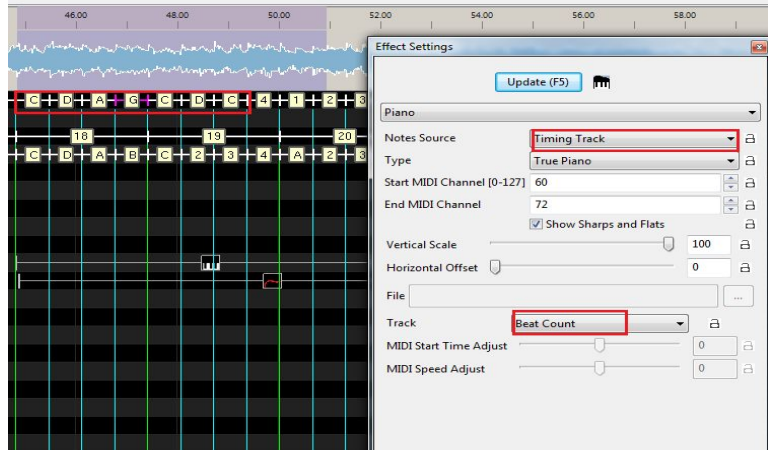 46.00 48.00 50.00 52.00 54.00 56.00 58.00
Effect Settings
Update (F5)
C D A G C D C 4 1 2 3
Piano
18 19 20
Notes Source Timing Track
C D A B C 2 3 4 A 2 3
Type True Piano
Start MIDI Channel [0-127] 60
End MIDI Channel 72
Show Sharps and Flats
Vertical Scale 100
Horizontal Offset 0
File ...
Track Beat Count
MIDI Start Time Adjust 0
MIDI Speed Adjust 0